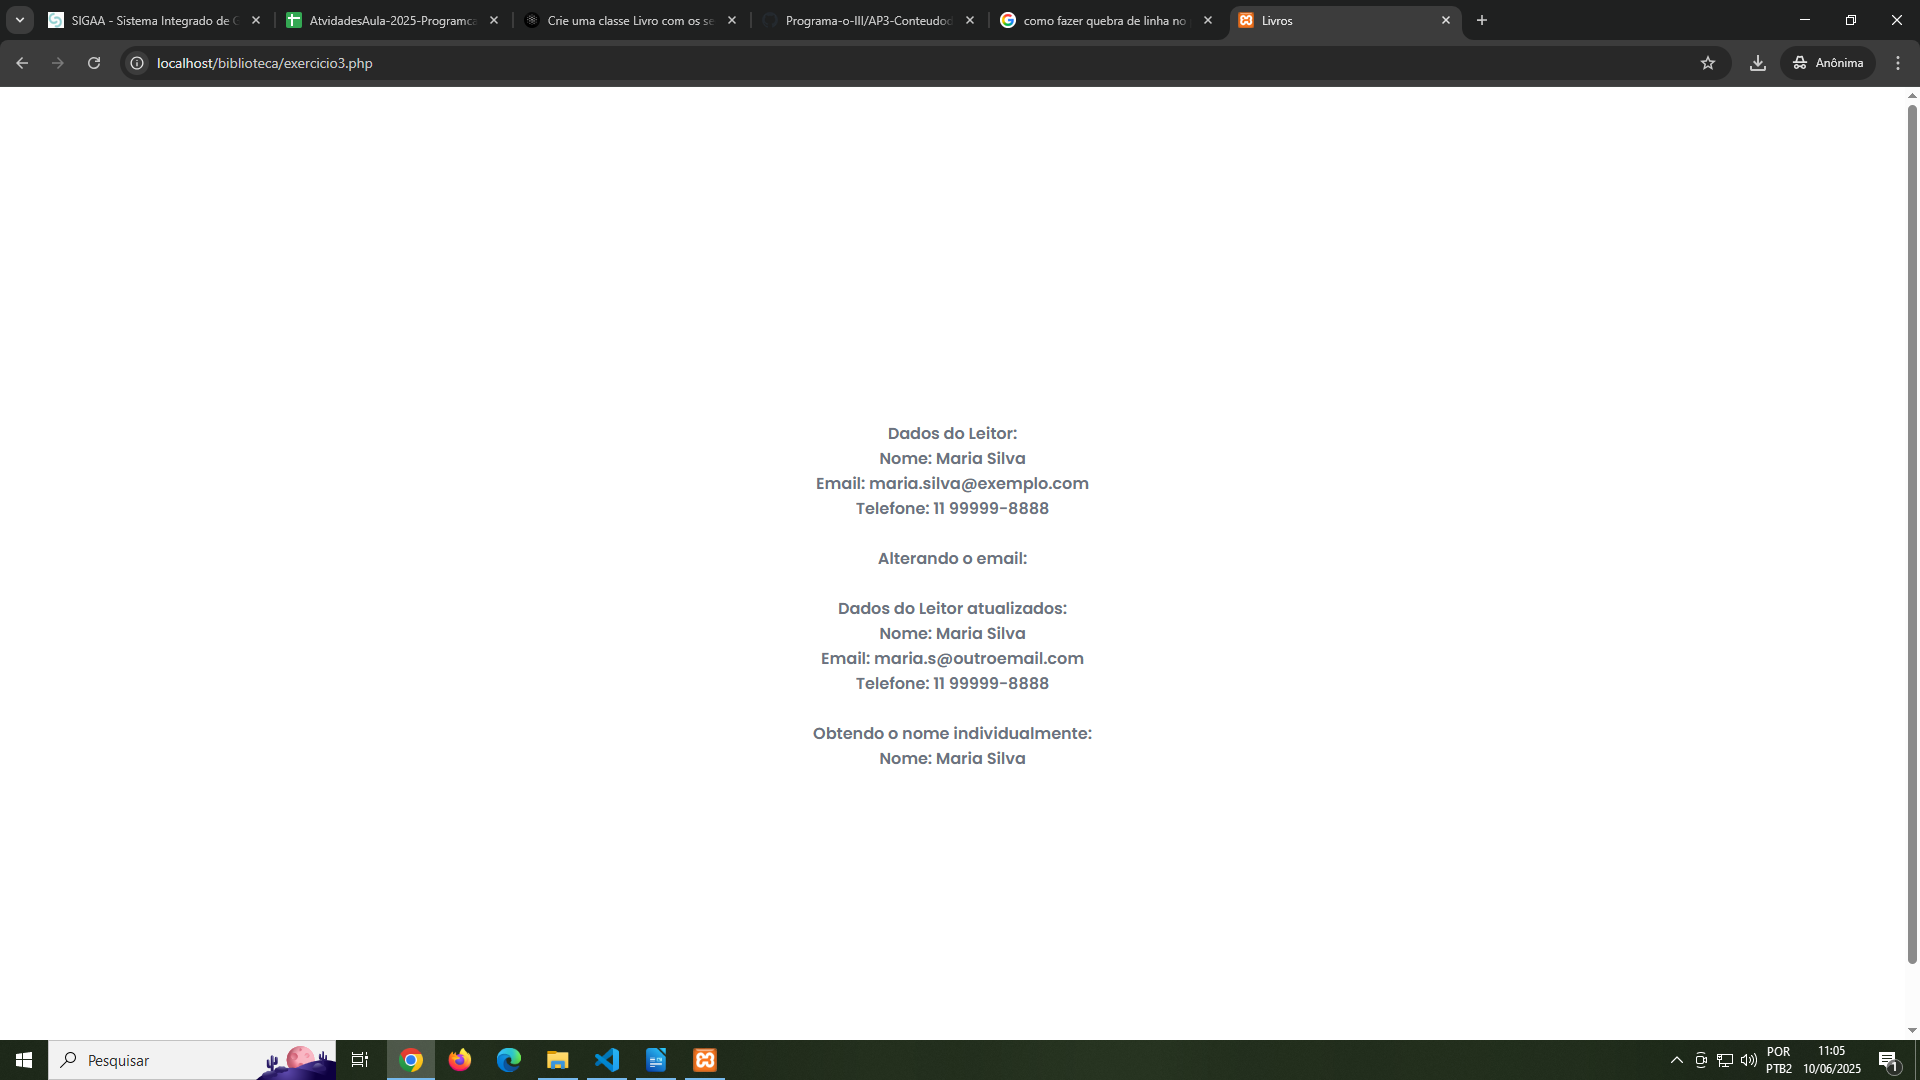 SIGAA - Sistema Integrado de G
AtvidadesAula-2025-Programca
Crie uma classe Livro com os se
Programa-o-III/AP3-Conteudod
como fazer quebra de linha no
Livros
localhost/biblioteca/exercicio3.php
Anônima
Dados do Leitor:
Nome: Maria Silva
Email: maria.silva@exemplo.com
Telefone: 11 99999-8888
Alterando o email:
Dados do Leitor atualizados:
Nome: Maria Silva
Email: maria.s@outroemail.com
Telefone: 11 99999-8888
Obtendo o nome individualmente:
Nome: Maria Silva
Pesquisar
POR
PTB2
11:05
10/06/2025
1